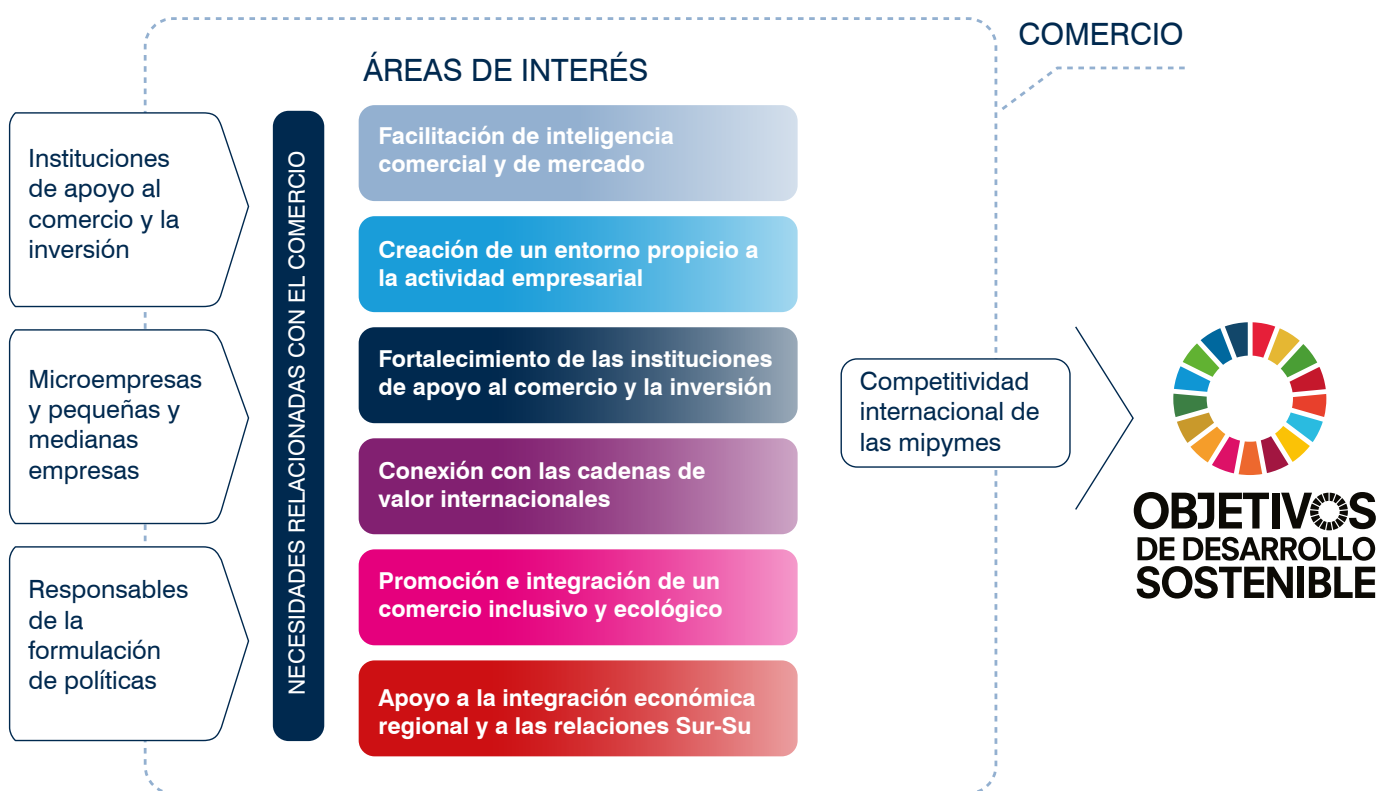 COMERCIO
ÁREAS DE INTERÉS
Instituciones
de apoyo al
comercio y la
inversión
Microempresas
y pequeñas y
medianas
empresas
Responsables
de la
formulación
de políticas
NECESIDADES RELACIONADAS CON EL COMERCIO
Facilitación de inteligencia
comercial y de mercado
Creación de un entorno propicio a
la actividad empresarial
Fortalecimiento de las instituciones
de apoyo al comercio y la inversión
Conexión con las cadenas de
valor internacionales
Promoción e integración de un
comercio inclusivo y ecológico
Apoyo a la integración económica
regional y a las relaciones Sur-Su
Competitividad
internacional de
las mipymes
OBJETIVOS
DE DESARROLLO
SOSTENIBLE